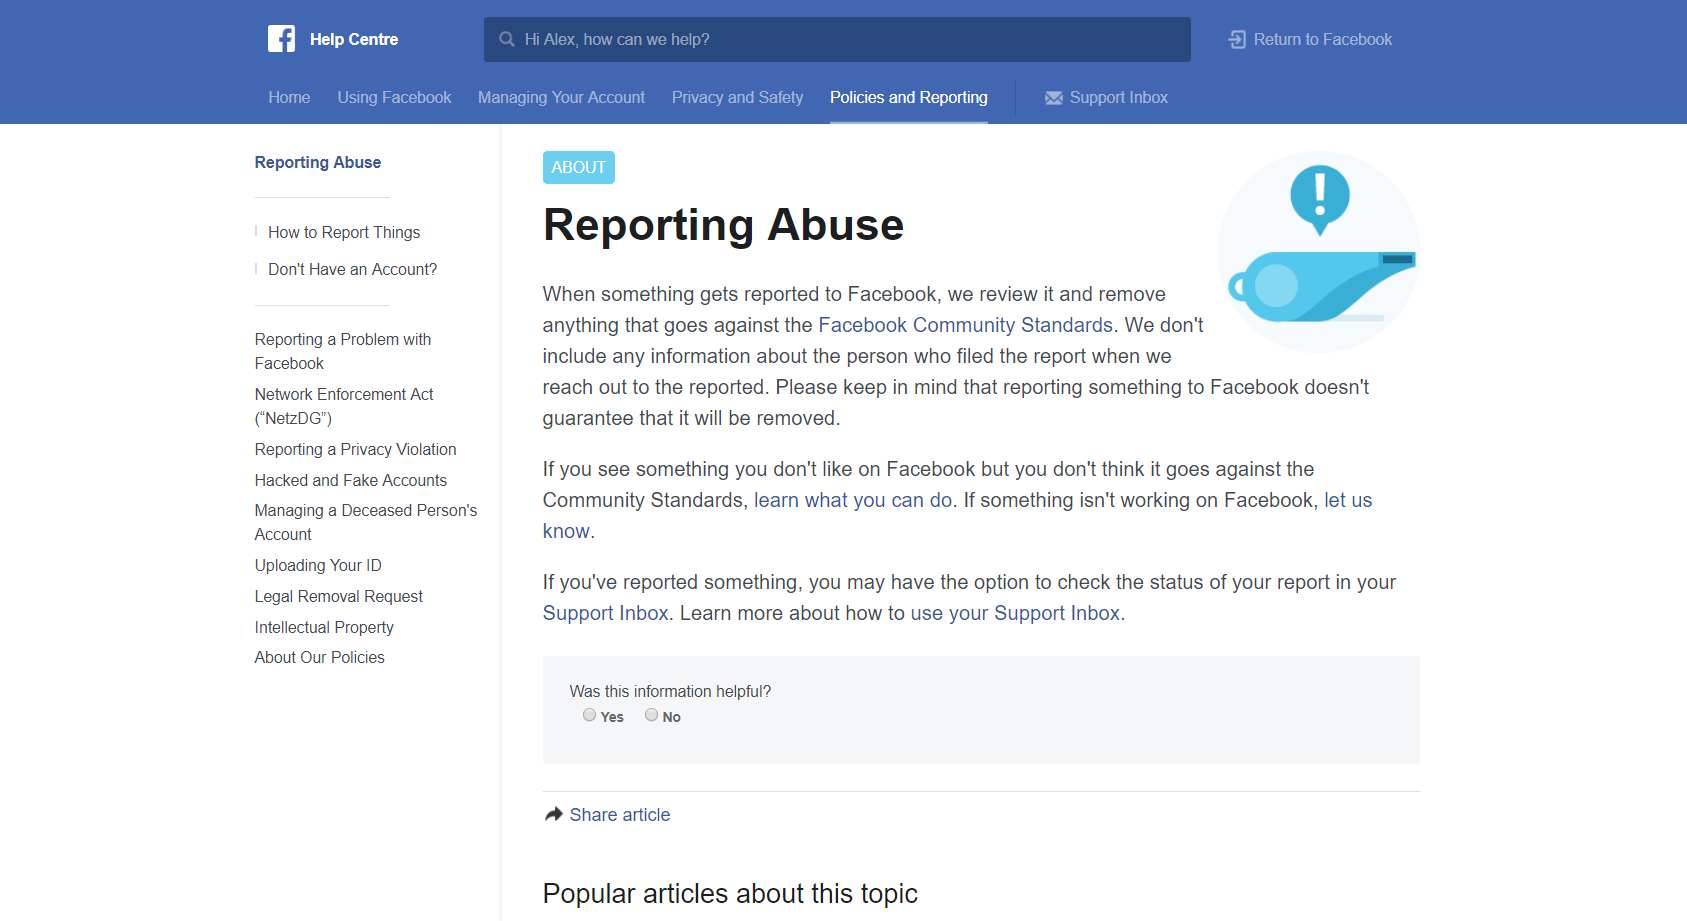 Help Centre
Hi Alex, how can we help?
Return to Facebook
Home
Using Facebook
Managing Your Account
Privacy and Safety
Policies and Reporting
Support Inbox
Reporting Abuse
How to Report Things
Don't Have an Account?
Reporting a Problem with
Facebook
Network Enforcement Act
(“NetzDG”)
Reporting a Privacy Violation
Hacked and Fake Accounts
Managing a Deceased Person's
Account
Uploading Your ID
Legal Removal Request
Intellectual Property
About Our Policies
ABOUT
Reporting Abuse
When something gets reported to Facebook, we review it and remove
anything that goes against the Facebook Community Standards. We don't
include any information about the person who filed the report when we
reach out to the reported. Please keep in mind that reporting something to Facebook doesn't
guarantee that it will be removed.
If you see something you don't like on Facebook but you don't think it goes against the
Community Standards, learn what you can do. If something isn't working on Facebook, let us
know.
If you've reported something, you may have the option to check the status of your report in your
Support Inbox. Learn more about how to use your Support Inbox.
Was this information helpful?
Yes
No
Share article
Popular articles about this topic